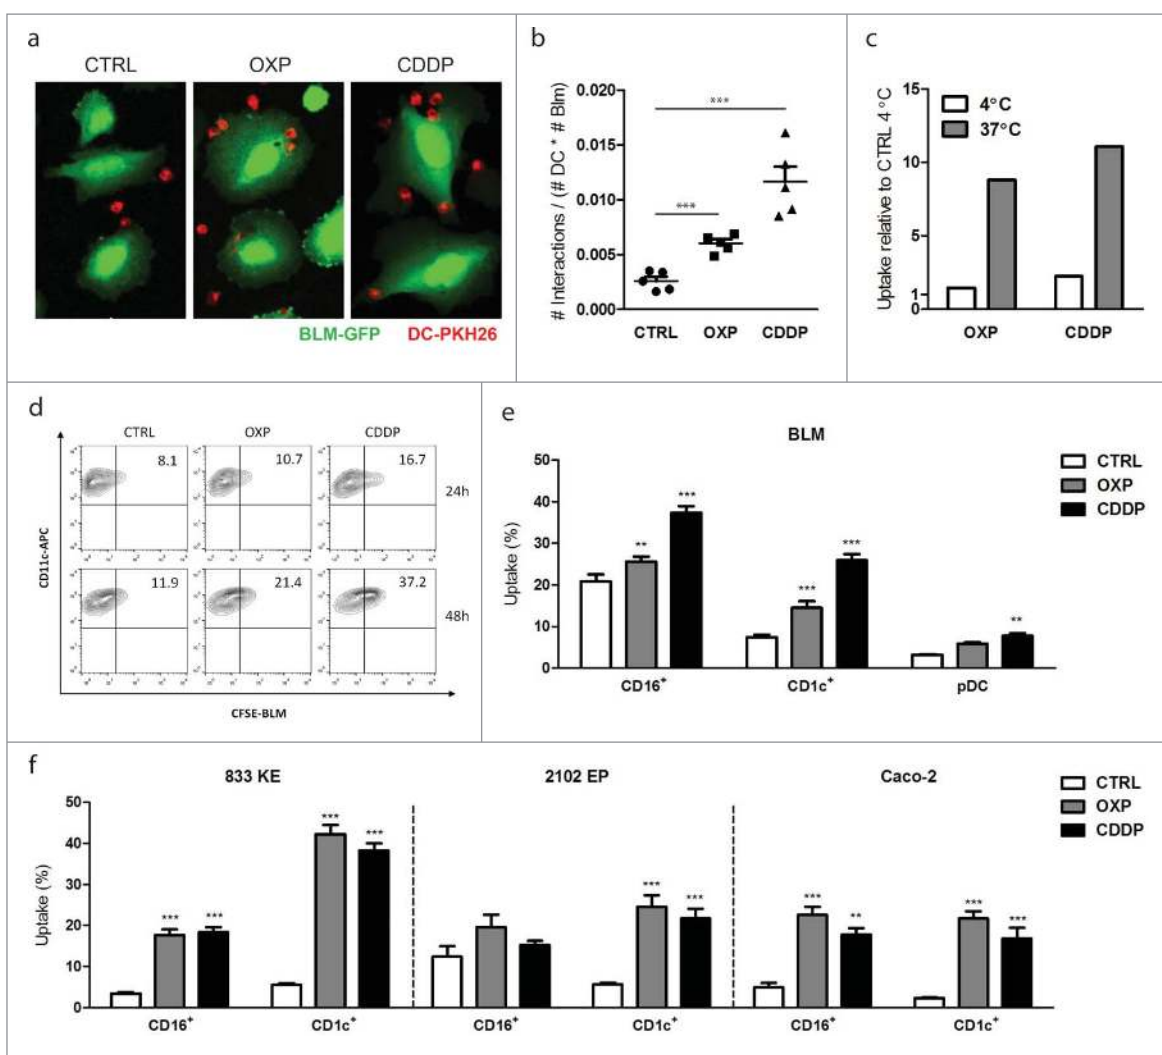 a
CTRL OXP CDDP
BLM-GFP DC-PKH26
b
# Interactions / (# DC * # Blm)
0.020
0.015
0.010
0.005
0.000
***
***
CTRL OXP CDDP
c
Uptake relative to CTRL 4 °C
15
10
5
1
0
4°C
37°C
OXP CDDP
d
CTRL OXP CDDP
8.1 10.7 16.7
24h
11.9 21.4 37.2
48h
CD11c-APC
CFSE-BLM
e
BLM
Uptake (%)
50
40
30
20
10
0
CTRL
OXP
CDDP
** *** *** *** **
CD16+ CD1c+ pDC
f
833 KE 2102 EP Caco-2
CTRL
OXP
CDDP
Uptake (%)
50
40
30
20
10
0
*** *** *** *** *** *** *** ** *** ***
CD16+ CD1c+ CD16+ CD1c+ CD16+ CD1c+